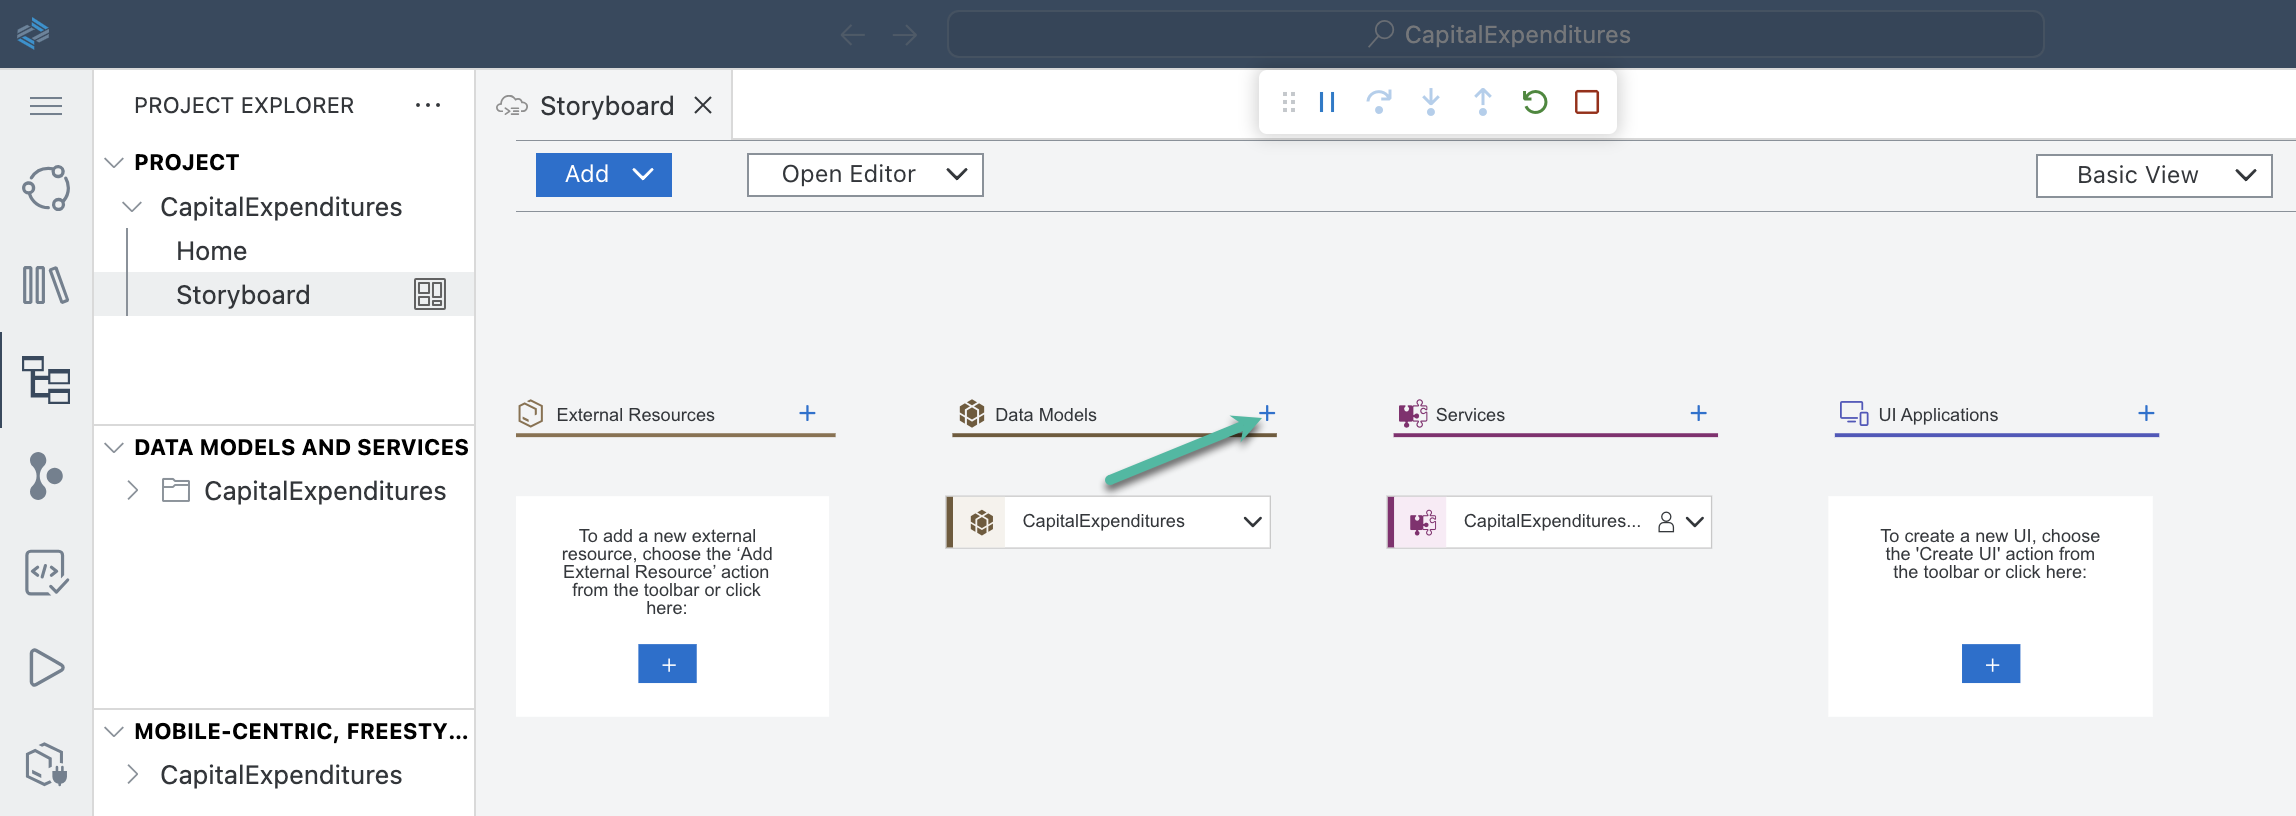 CapitalExpenditures
PROJECT EXPLORER
Storyboard
PROJECT
CapitalExpenditures
Home
Storyboard
DATA MODELS AND SERVICES
CapitalExpenditures
MOBILE-CENTRIC, FREESTY...
CapitalExpenditures
Add
Open Editor
Basic View
External Resources
Data Models
Services
UI Applications
To add a new external
resource, choose the ‘Add
External Resource’ action
from the toolbar or click
here:
CapitalExpenditures
CapitalExpenditures...
To create a new UI, choose
the 'Create UI' action from
the toolbar or click here: